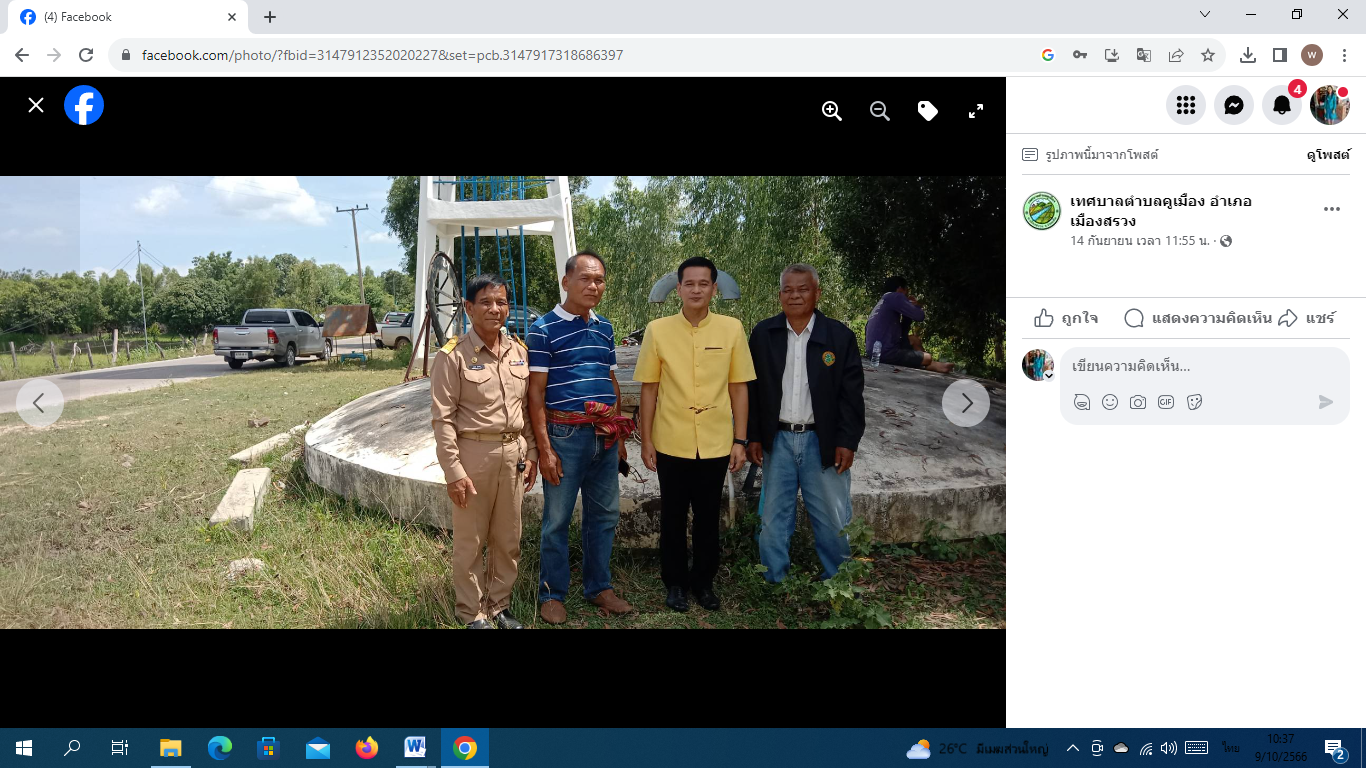 (4) Facebook
facebook.com/photo/?fbid=3147912352020227&set=pcb.3147917318686397
W
4
รูปภาพนี้มาจากโพสต์
ดูโพสต์
เทศบาลตำบลคูเมือง อำเภอ
เมืองสรวง
14 กันยายน เวลา 11:55 น. ·
ถูกใจ
แสดงความคิดเห็น
แชร์
เขียนความคิดเห็น...
GIF
26°C มีเมฆส่วนใหญ่
ไทย
10:37
9/10/2566
2